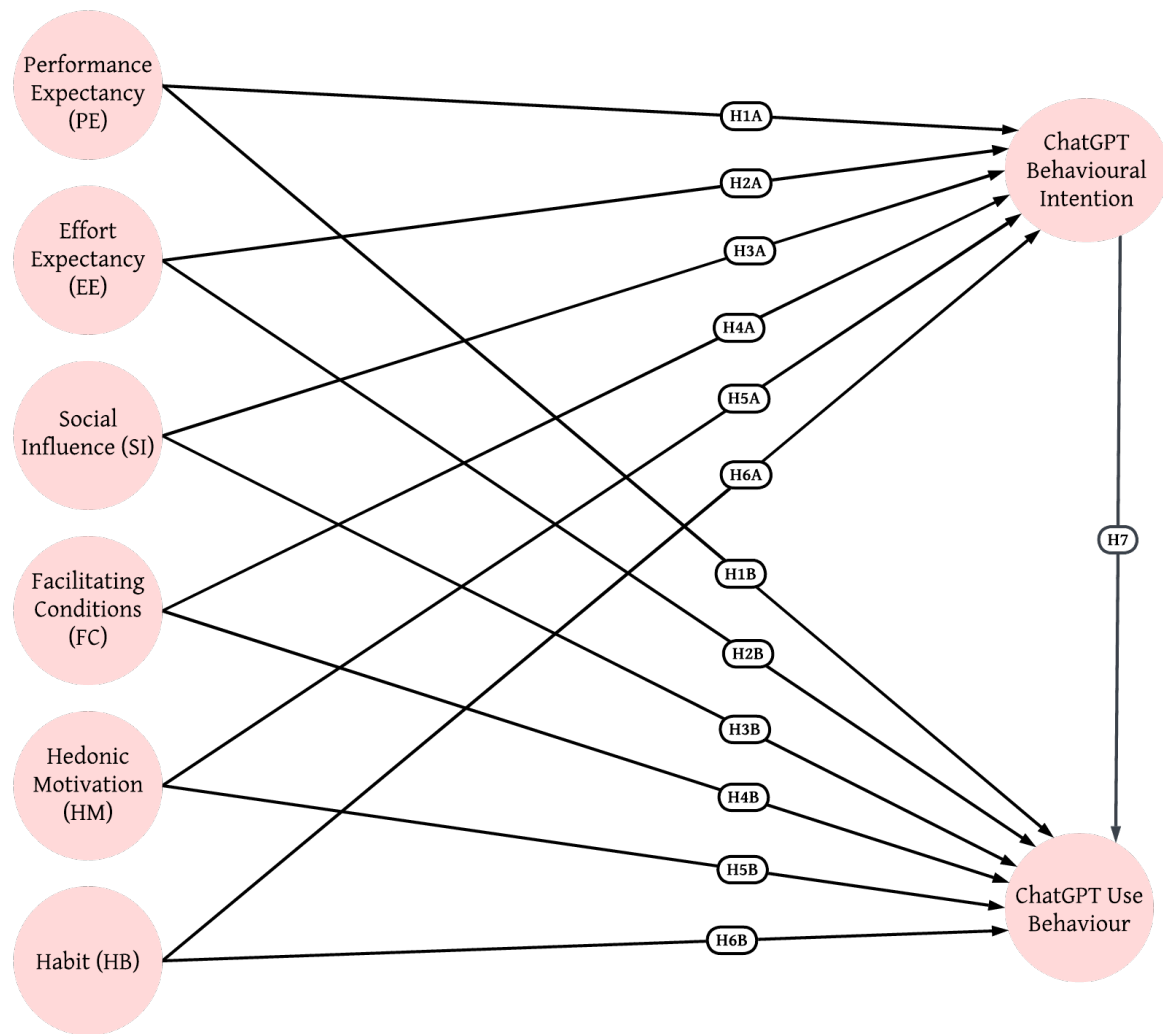 Performance
Expectancy
(PE)
Effort
Expectancy
(EE)
Social
Influence (SI)
Facilitating
Conditions
(FC)
Hedonic
Motivation
(HM)
Habit (HB)
H1A
H2A
H3A
H4A
H5A
H6A
H1B
H2B
H3B
H4B
H5B
H6B
ChatGPT
Behavioural
Intention
H7
ChatGPT Use
Behaviour